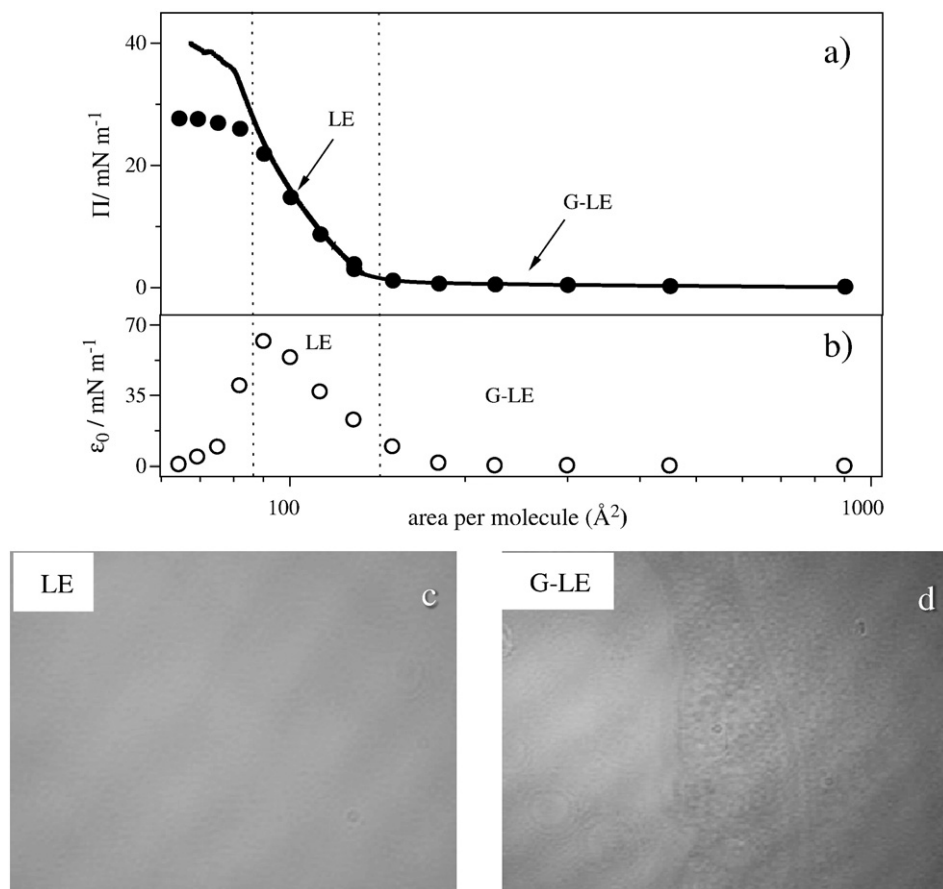 a)
40
LE
20
G-LE
0
Π/ mN m⁻¹
b)
70
LE
35
G-LE
0
ε₀ / mN m⁻¹
100
1000
area per molecule (Å²)
LE
c
G-LE
d